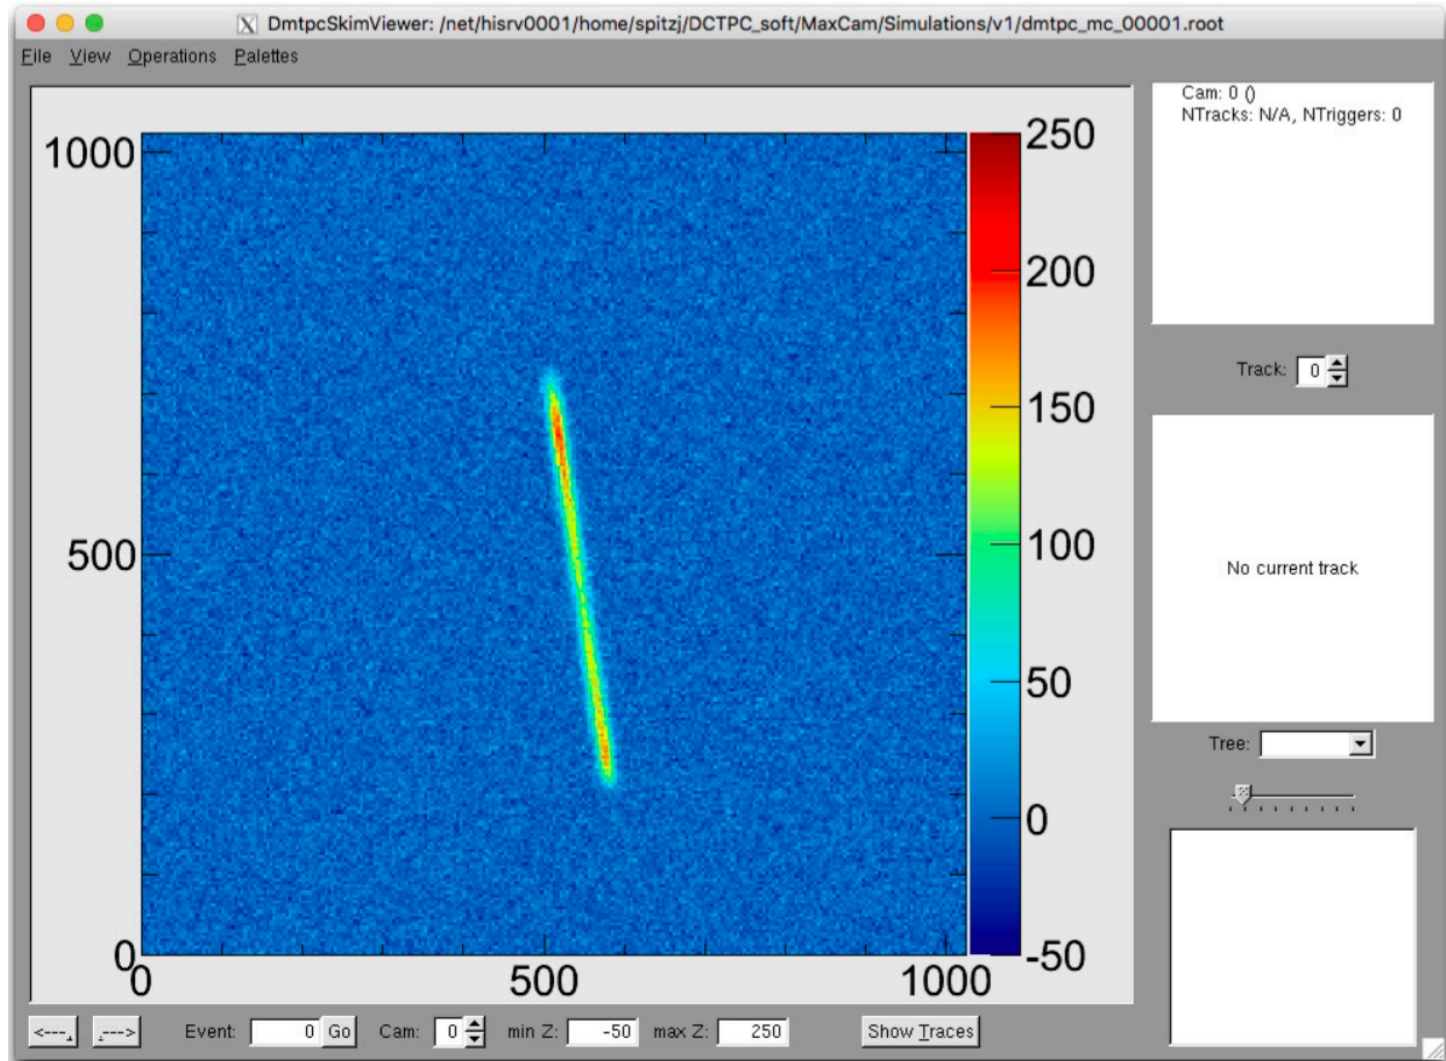 DmtpcSkimViewer: /net/hisrv0001/home/spitzj/DCTPC_soft/MaxCam/Simulations/v1/dmtpc_mc_00001.root
File View Operations Palettes
Cam: 0 ()
NTracks: N/A, NTriggers: 0
1000
500
0
0 500 1000
250
200
150
100
50
0
-50
Track: 0
No current track
Tree:
<---. .---> Event: 0 Go Cam: 0 min Z: -50 max Z: 250 Show Traces